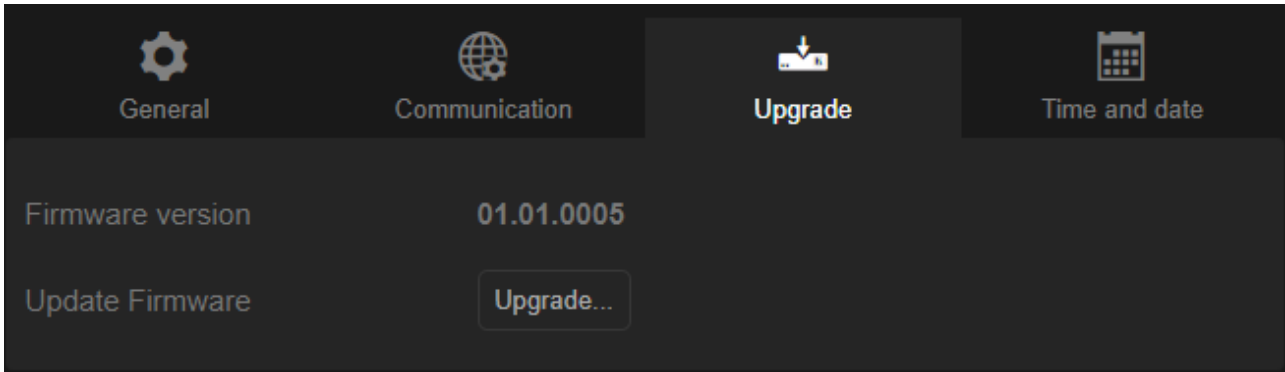 General
Communication
Upgrade
Time and date
Firmware version
01.01.0005
Update Firmware
Upgrade...